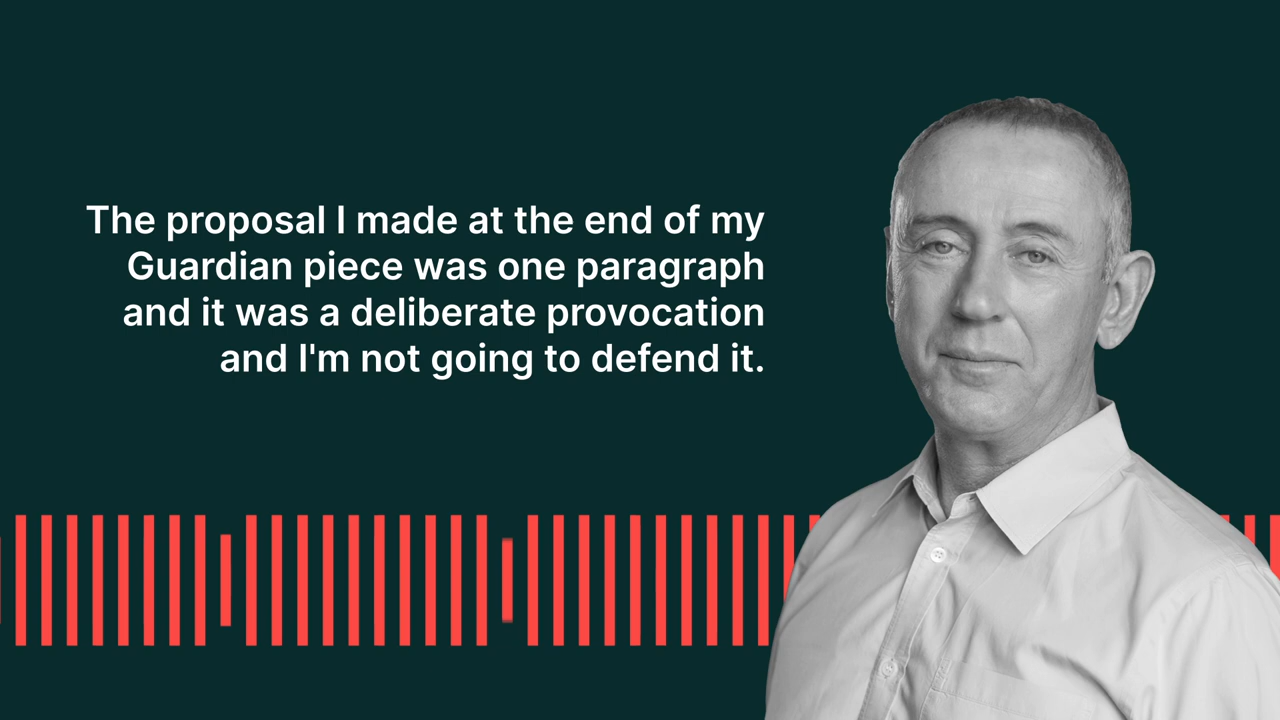 The proposal I made at the end of my
Guardian piece was one paragraph
and it was a deliberate provocation
and I'm not going to defend it.